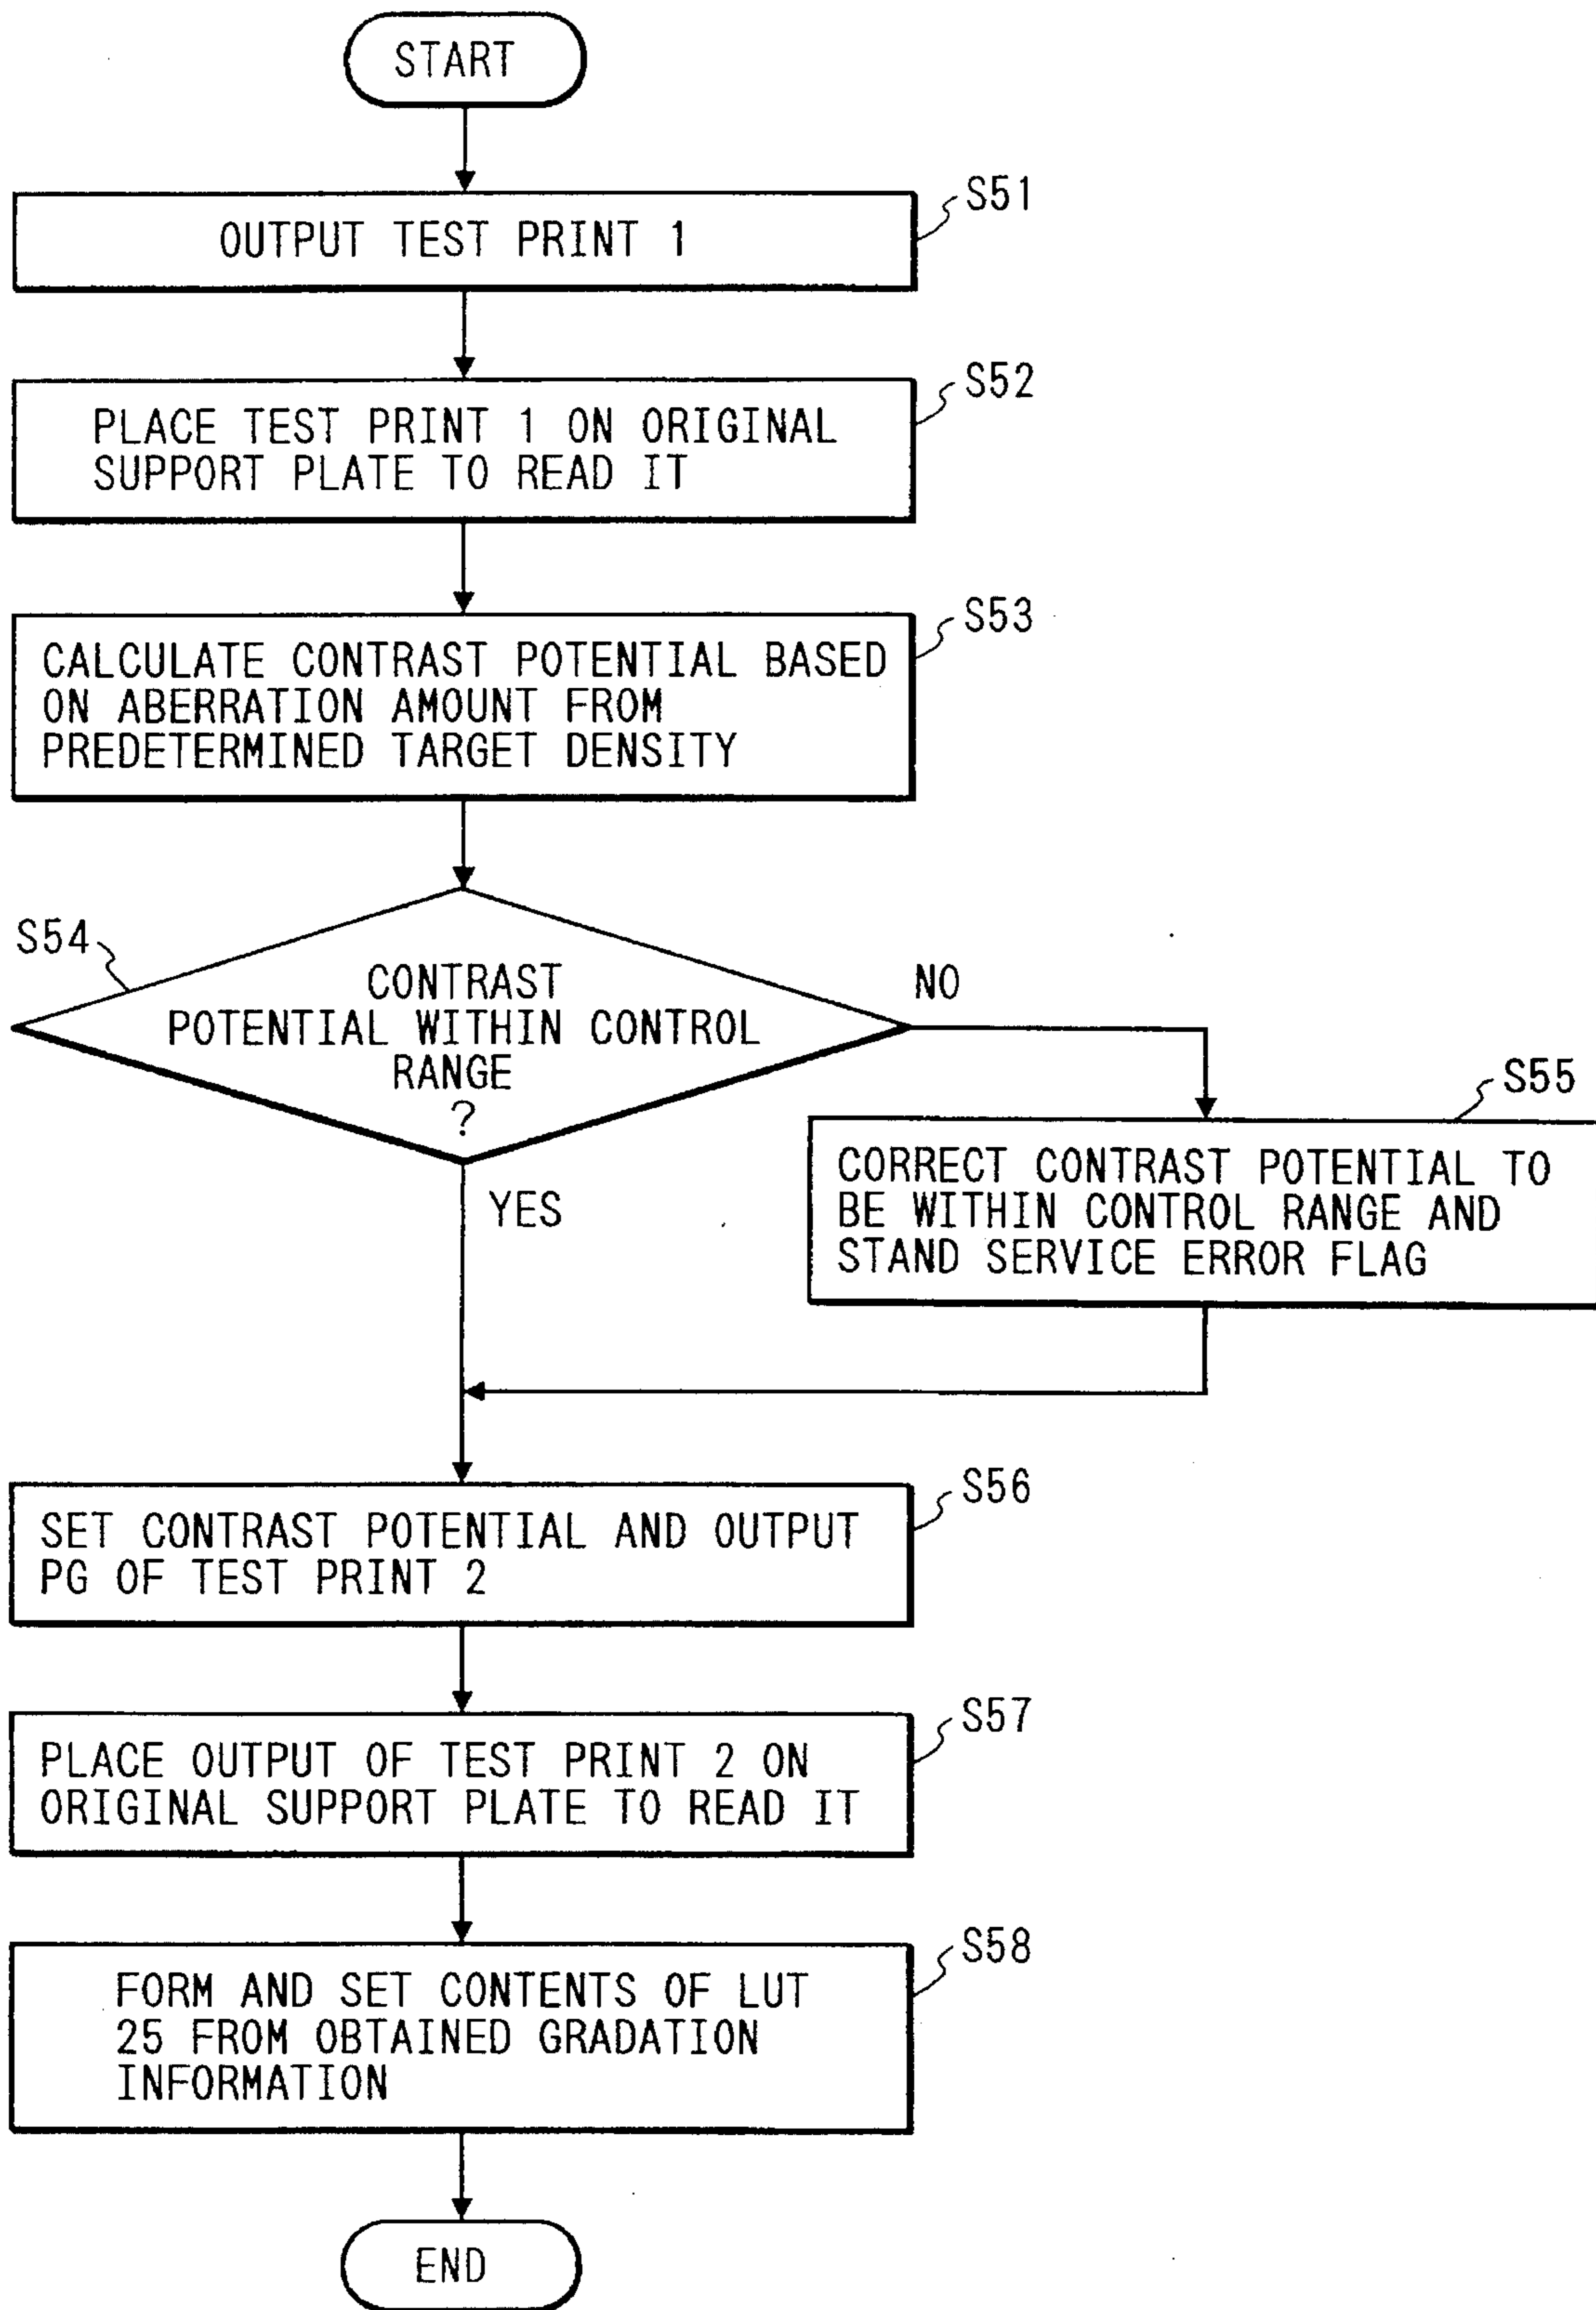 START
S51
OUTPUT TEST PRINT 1
S52
PLACE TEST PRINT 1 ON ORIGINAL
SUPPORT PLATE TO READ IT
S53
CALCULATE CONTRAST POTENTIAL BASED
ON ABERRATION AMOUNT FROM
PREDETERMINED TARGET DENSITY
S54
CONTRAST
POTENTIAL WITHIN CONTROL
RANGE
?
NO
YES
S55
CORRECT CONTRAST POTENTIAL TO
BE WITHIN CONTROL RANGE AND
STAND SERVICE ERROR FLAG
S56
SET CONTRAST POTENTIAL AND OUTPUT
PG OF TEST PRINT 2
S57
PLACE OUTPUT OF TEST PRINT 2 ON
ORIGINAL SUPPORT PLATE TO READ IT
S58
FORM AND SET CONTENTS OF LUT
25 FROM OBTAINED GRADATION
INFORMATION
END